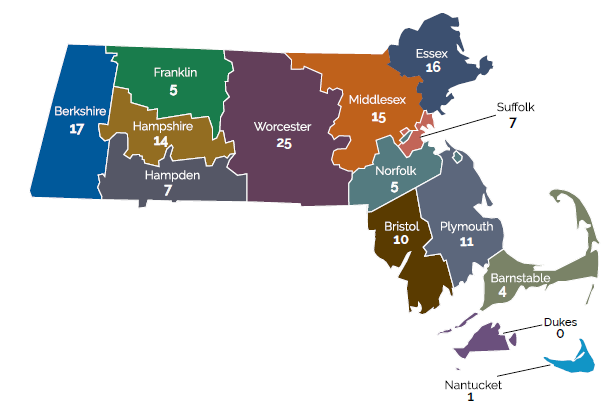 Essex
16
Franklin
5
Middlesex
15
Suffolk
7
Berkshire
17
Hampshire
14
Worcester
25
Hampden
7
Norfolk
5
Bristol
10
Plymouth
11
Barnstable
4
Dukes
0
Nantucket
1